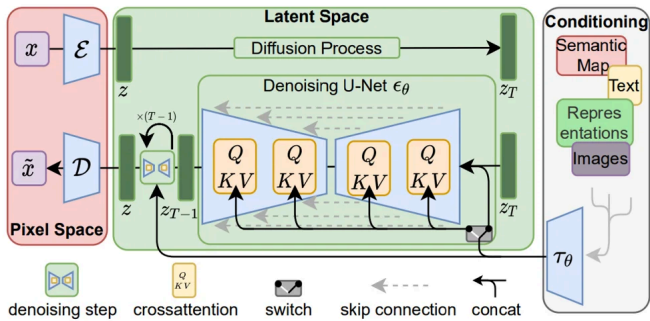 Latent Space
Conditioning
x
ℰ
Diffusion Process
z
z_T
Semantic
Map
Text
Repres
entations
Images
Denoising U-Net ϵ_θ
×(T−1)
Q
KV
Q
KV
Q
KV
Q
KV
x̃
𝒟
z
z_{T−1}
z_T
Pixel Space
τ_θ
Q
KV
denoising step
crossattention
switch
skip connection
concat